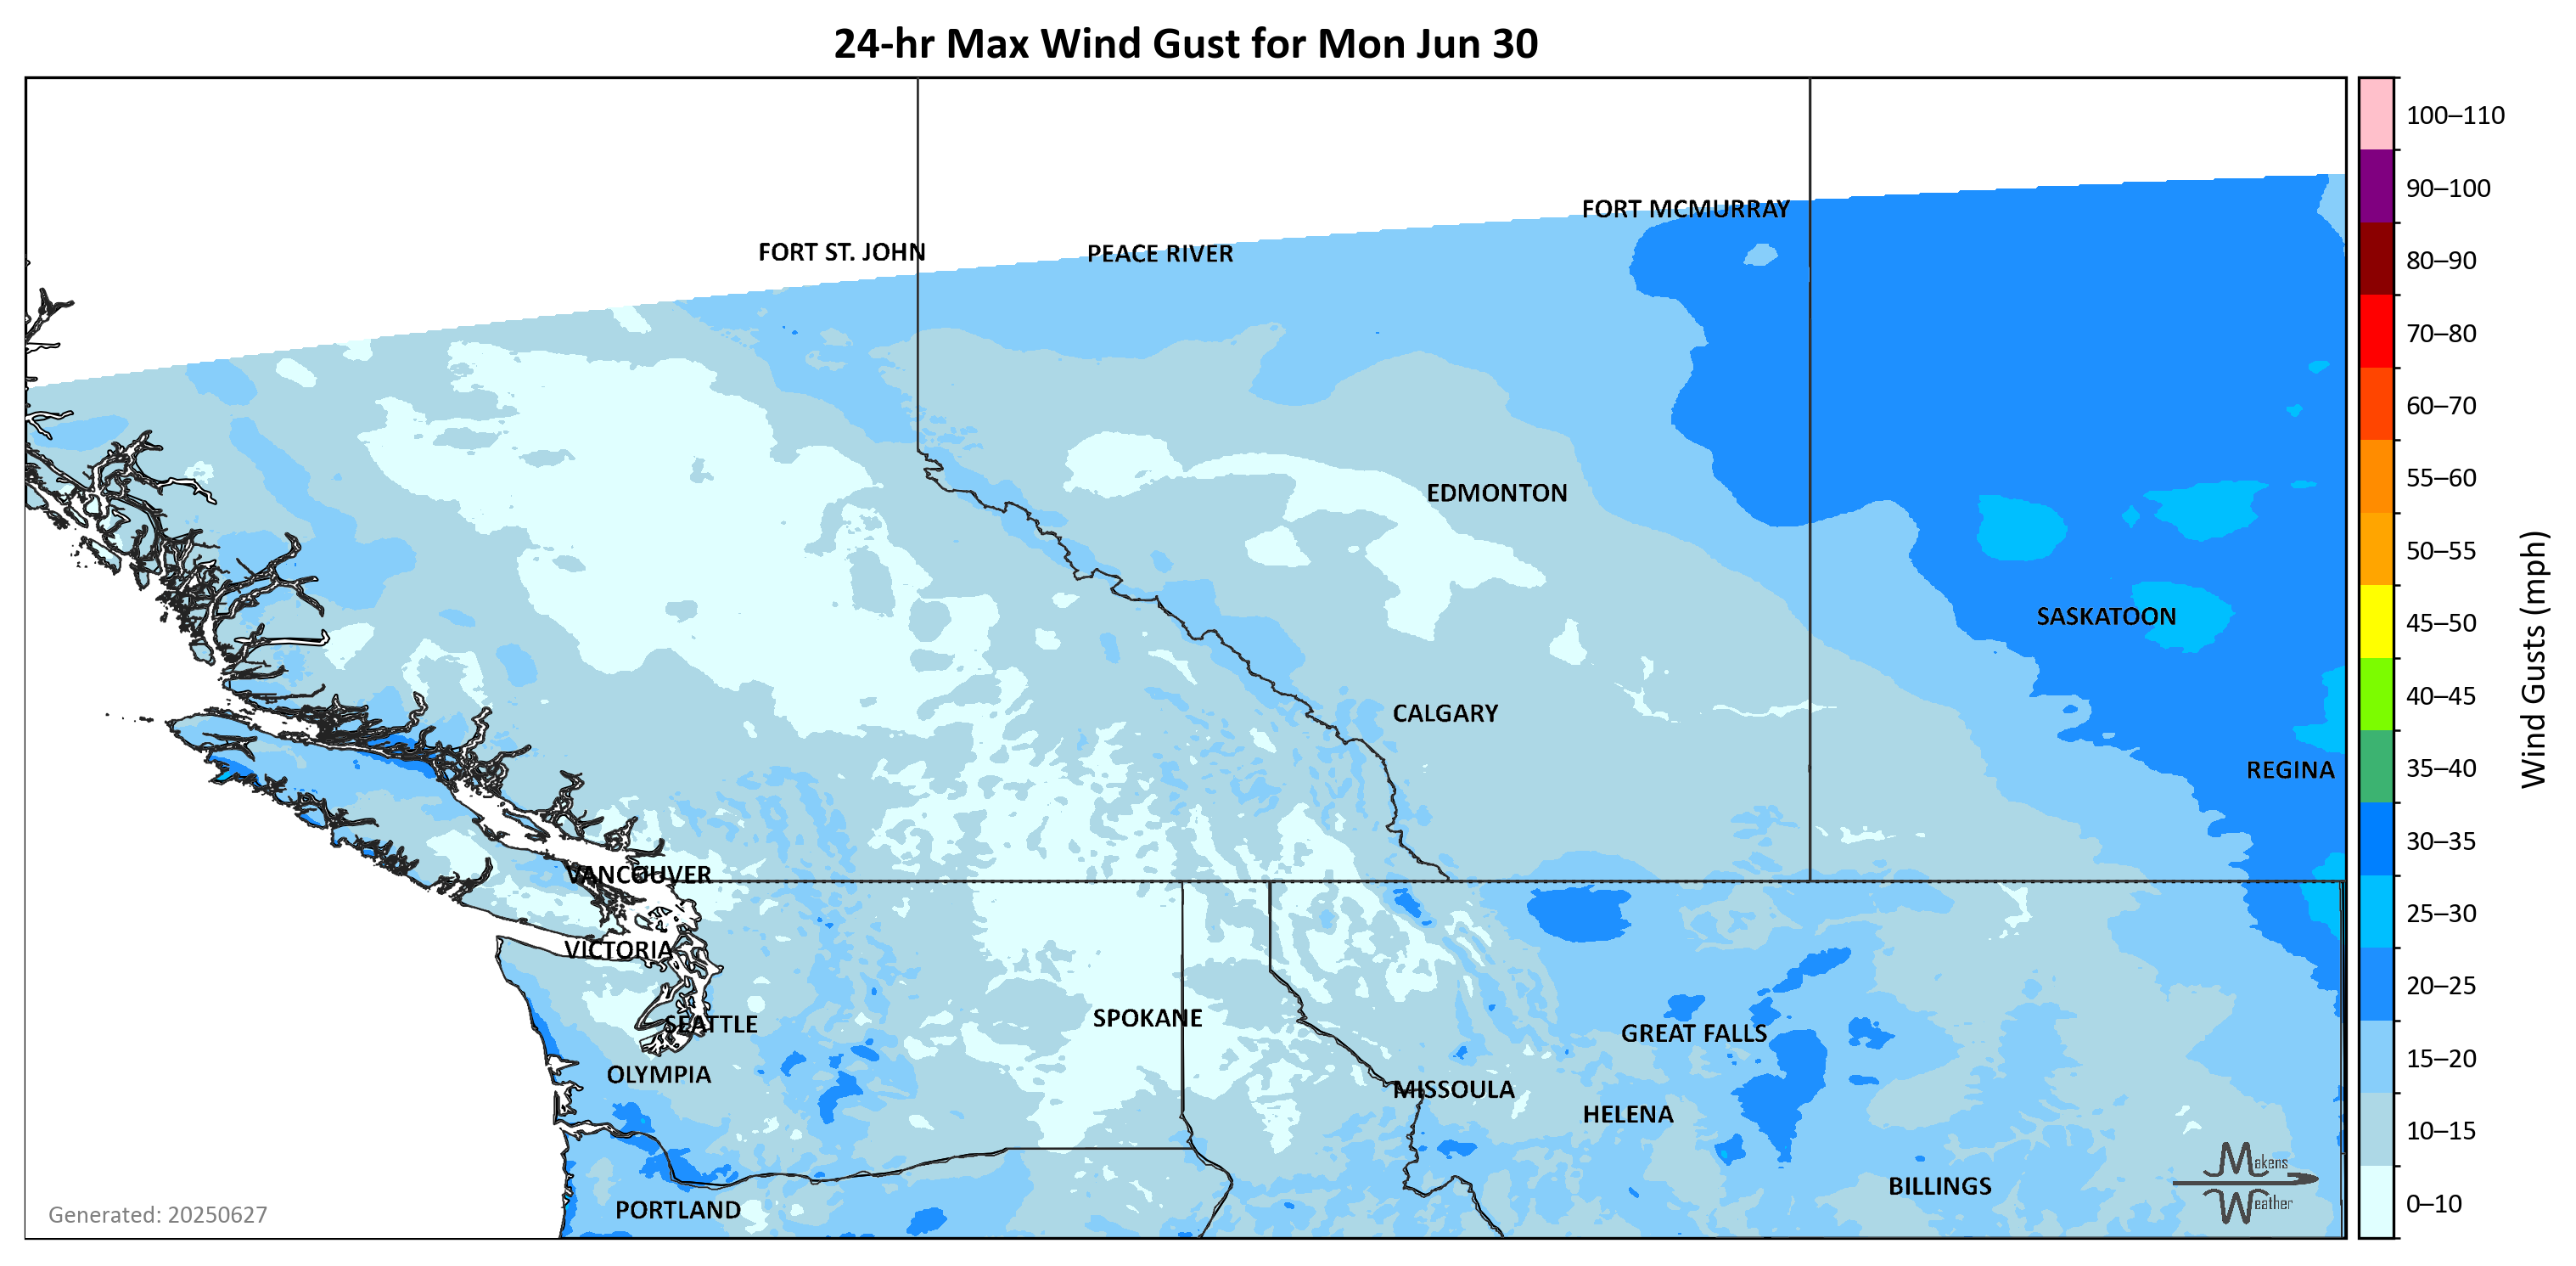 24-hr Max Wind Gust for Mon Jun 30
100–110
90–100
80–90
70–80
60–70
55–60
50–55
45–50
40–45
35–40
30–35
25–30
20–25
15–20
10–15
0–10
Wind Gusts (mph)
FORT MCMURRAY
FORT ST. JOHN
PEACE RIVER
EDMONTON
SASKATOON
CALGARY
REGINA
VANCOUVER
VICTORIA
SPOKANE
SEATTLE
GREAT FALLS
OLYMPIA
MISSOULA
HELENA
BILLINGS
PORTLAND
Makens
Weather
Generated: 20250627